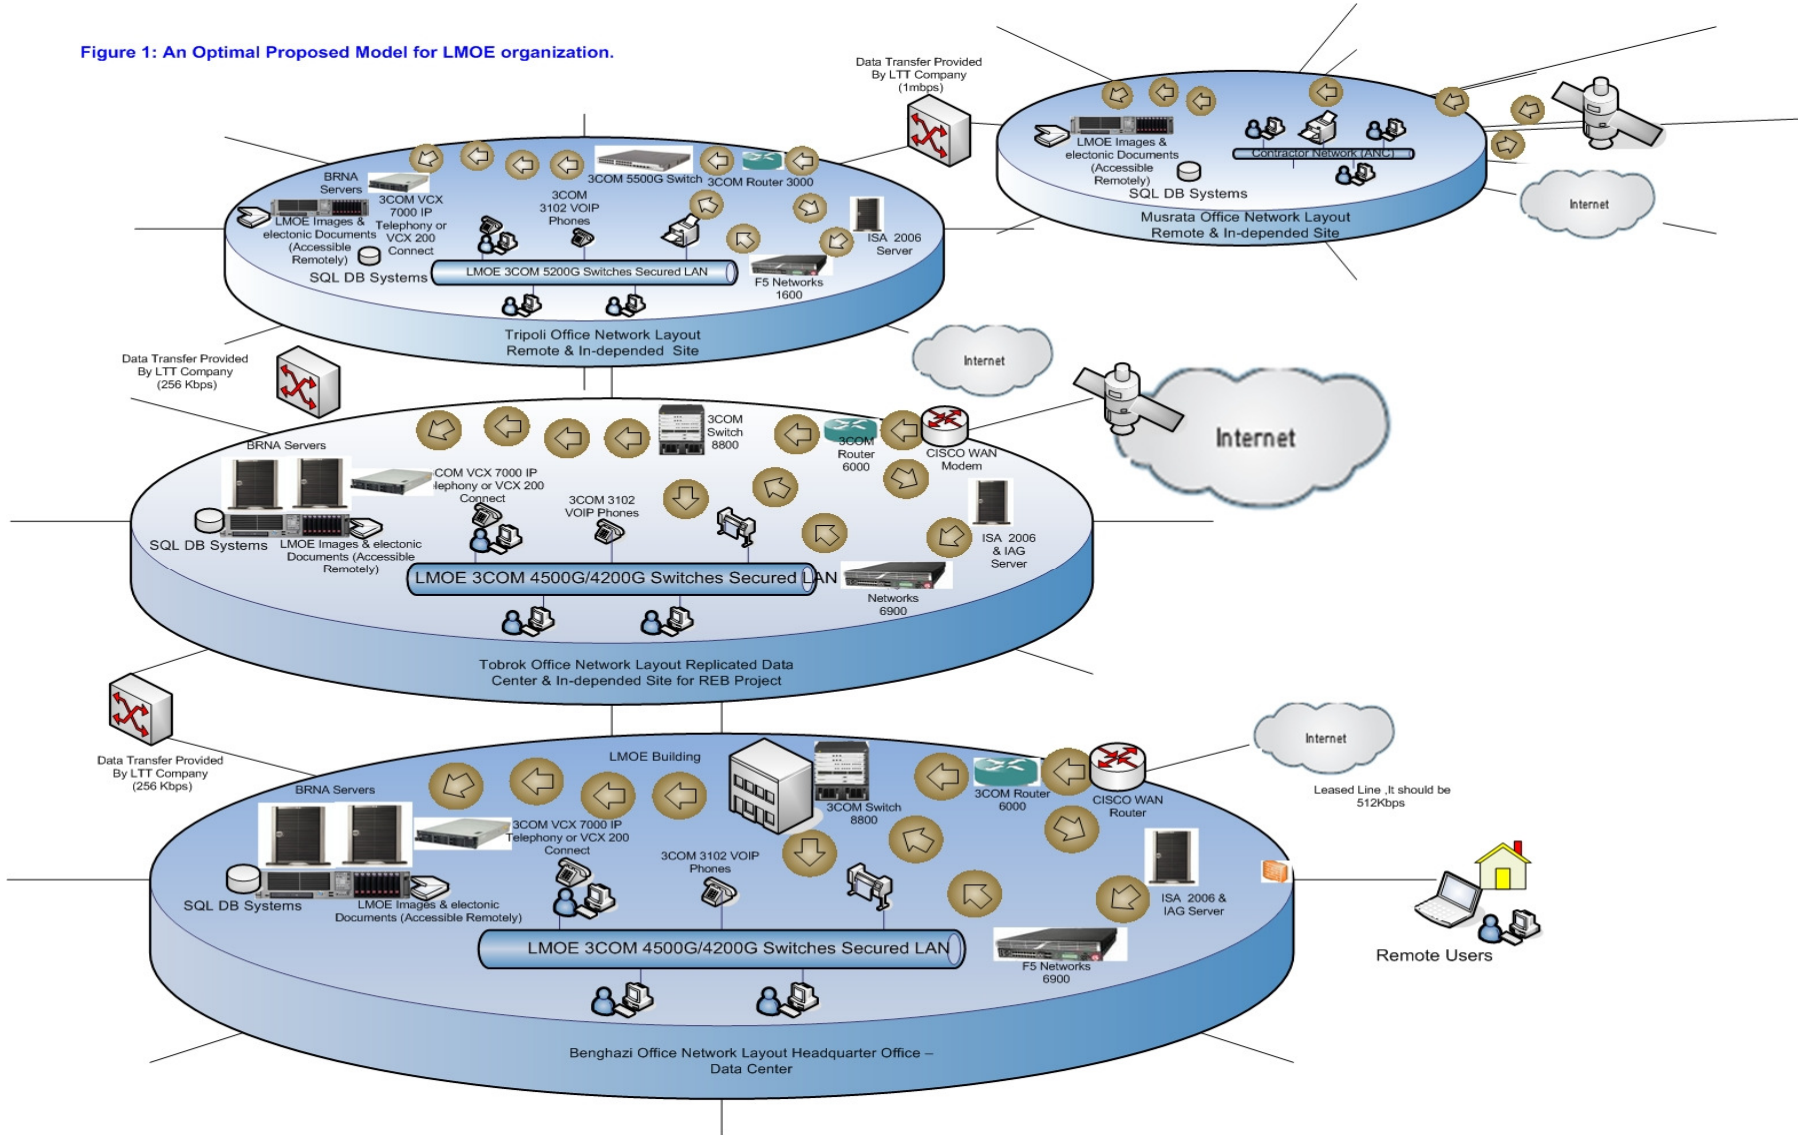 Figure 1: An Optimal Proposed Model for LMOE organization.
Data Transfer Provided
By LTT Company
(1mbps)
LMOE Images &
electonic Documents
(Accessible
Remotely)
SQL DB Systems
Contractor Network (ANC)
Musrata Office Network Layout
Remote & In-depended Site
Internet
BRNA
Servers
3COM VCX
7000 IP
Telephony or
VCX 200
Connect
LMOE Images &
electonic Documents
(Accessible
Remotely)
SQL DB Systems
3COM
3102 VOIP
Phones
3COM 5500G Switch
3COM Router 3000
ISA 2006
Server
F5 Networks
1600
LMOE 3COM 5200G Switches Secured LAN
Tripoli Office Network Layout
Remote & In-depended Site
Internet
Data Transfer Provided
By LTT Company
(256 Kbps)
BRNA Servers
COM VCX 7000 IP
lephony or VCX 200
Connect
3COM 3102
VOIP Phones
3COM
Switch
8800
3COM
Router
6000
CISCO WAN
Modem
Internet
SQL DB Systems
LMOE Images & electonic
Documents (Accessible
Remotely)
ISA 2006
& IAG
Server
Networks
6900
LMOE 3COM 4500G/4200G Switches Secured LAN
Tobrok Office Network Layout Replicated Data
Center & In-depended Site for REB Project
Data Transfer Provided
By LTT Company
(256 Kbps)
BRNA Servers
LMOE Building
3COM VCX 7000 IP
Telephony or VCX 200
Connect
3COM 3102 VOIP
Phones
3COM Switch
8800
3COM Router
6000
CISCO WAN
Router
Internet
Leased Line ,It should be
512Kbps
SQL DB Systems
LMOE Images & electonic
Documents (Accessible Remotely)
ISA 2006 &
IAG Server
F5 Networks
6900
LMOE 3COM 4500G/4200G Switches Secured LAN
Remote Users
Benghazi Office Network Layout Headquarter Office –
Data Center